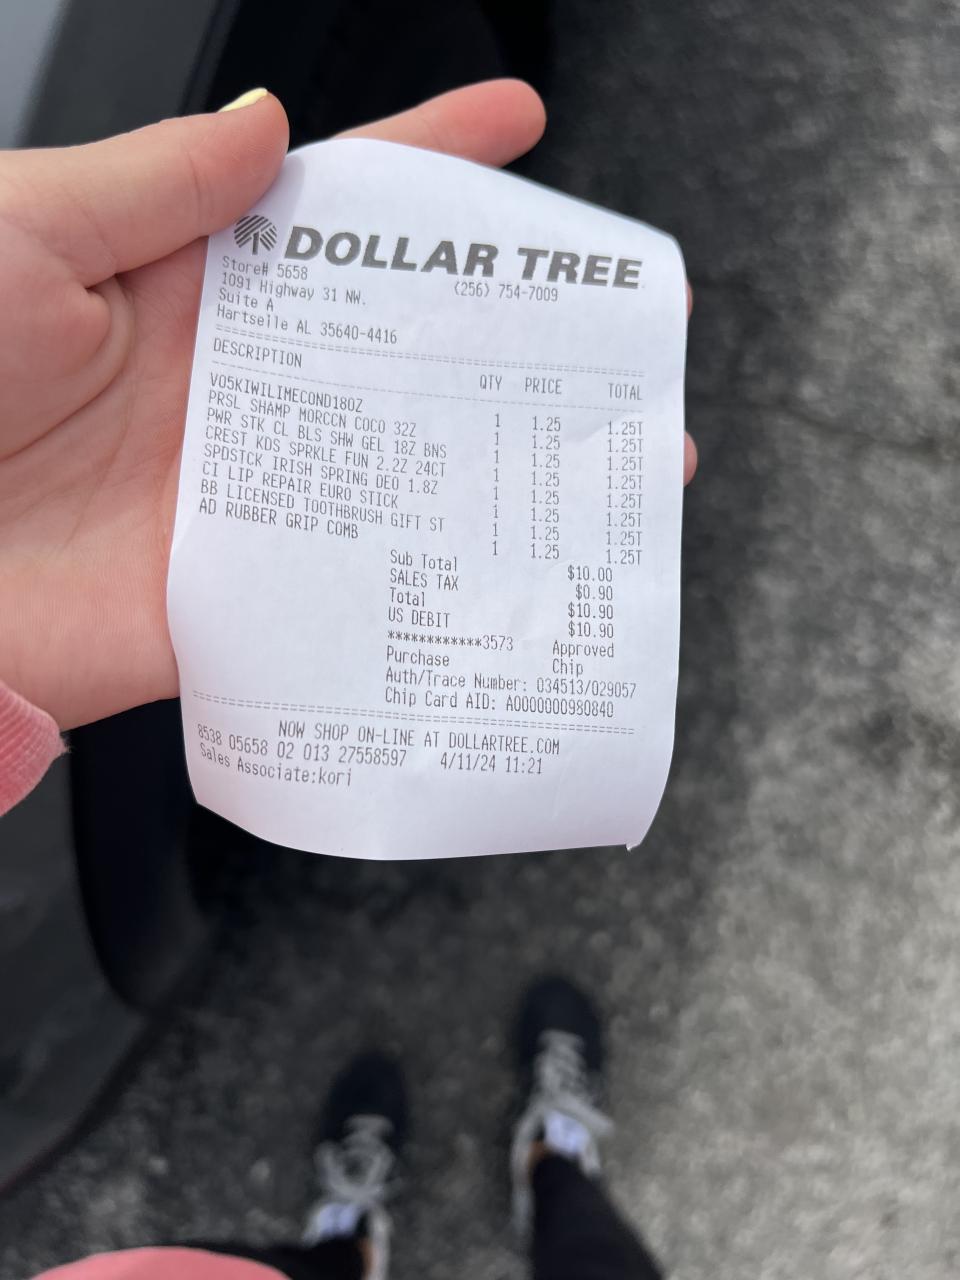 DOLLAR TREE
Store# 5658 (256) 754-7009
1091 Highway 31 NW.
Suite A
Hartselle AL 35640-4416
DESCRIPTION QTY PRICE TOTAL
VO5KIWILIMECOND18OZ 1 1.25 1.25T
PRSL SHAMP MORCCN COCO 32Z 1 1.25 1.25T
PWR STK CL BLS SHW GEL 18Z BNS 1 1.25 1.25T
CREST KDS SPRKLE FUN 2.2Z 24CT 1 1.25 1.25T
SPDSTCK IRISH SPRING DEO 1.8Z 1 1.25 1.25T
CI LIP REPAIR EURO STICK 1 1.25 1.25T
BB LICENSED TOOTHBRUSH GIFT ST 1 1.25 1.25T
AD RUBBER GRIP COMB 1 1.25 1.25T
Sub Total $10.00
SALES TAX $0.90
Total $10.90
US DEBIT $10.90
************3573 Approved
Purchase Chip
Auth/Trace Number: 034513/029057
Chip Card AID: A0000000980840
NOW SHOP ON-LINE AT DOLLARTREE.COM
8538 05658 02 013 27558597 4/11/24 11:21
Sales Associate:kori